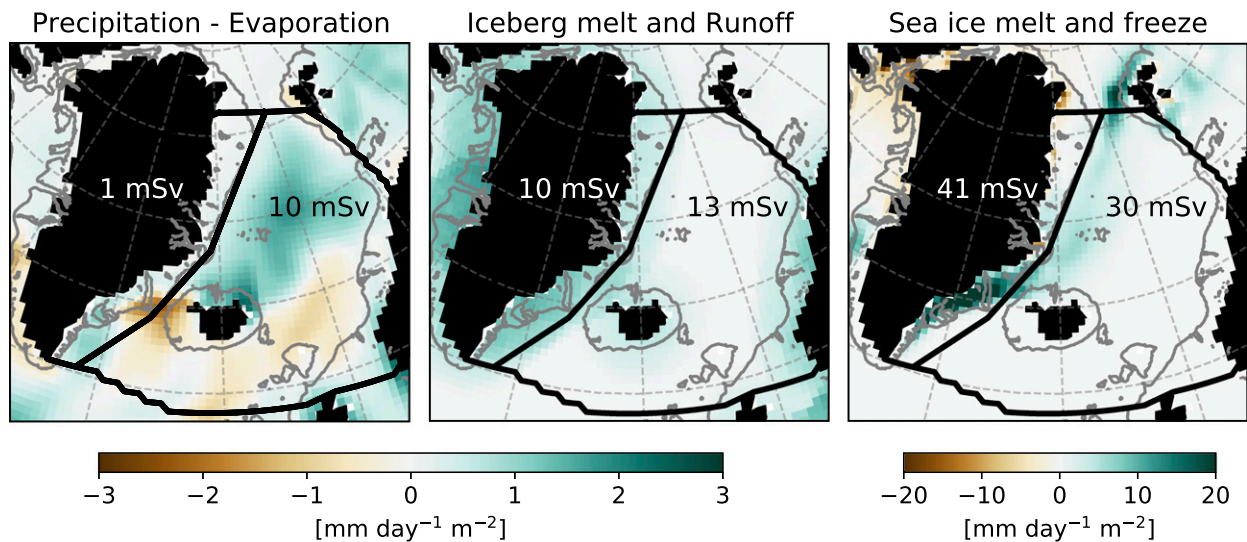 Precipitation - Evaporation
Iceberg melt and Runoff
Sea ice melt and freeze
1 mSv
10 mSv
10 mSv
13 mSv
41 mSv
30 mSv
−3 −2 −1 0 1 2 3
[mm day⁻¹ m⁻²]
−20 −10 0 10 20
[mm day⁻¹ m⁻²]